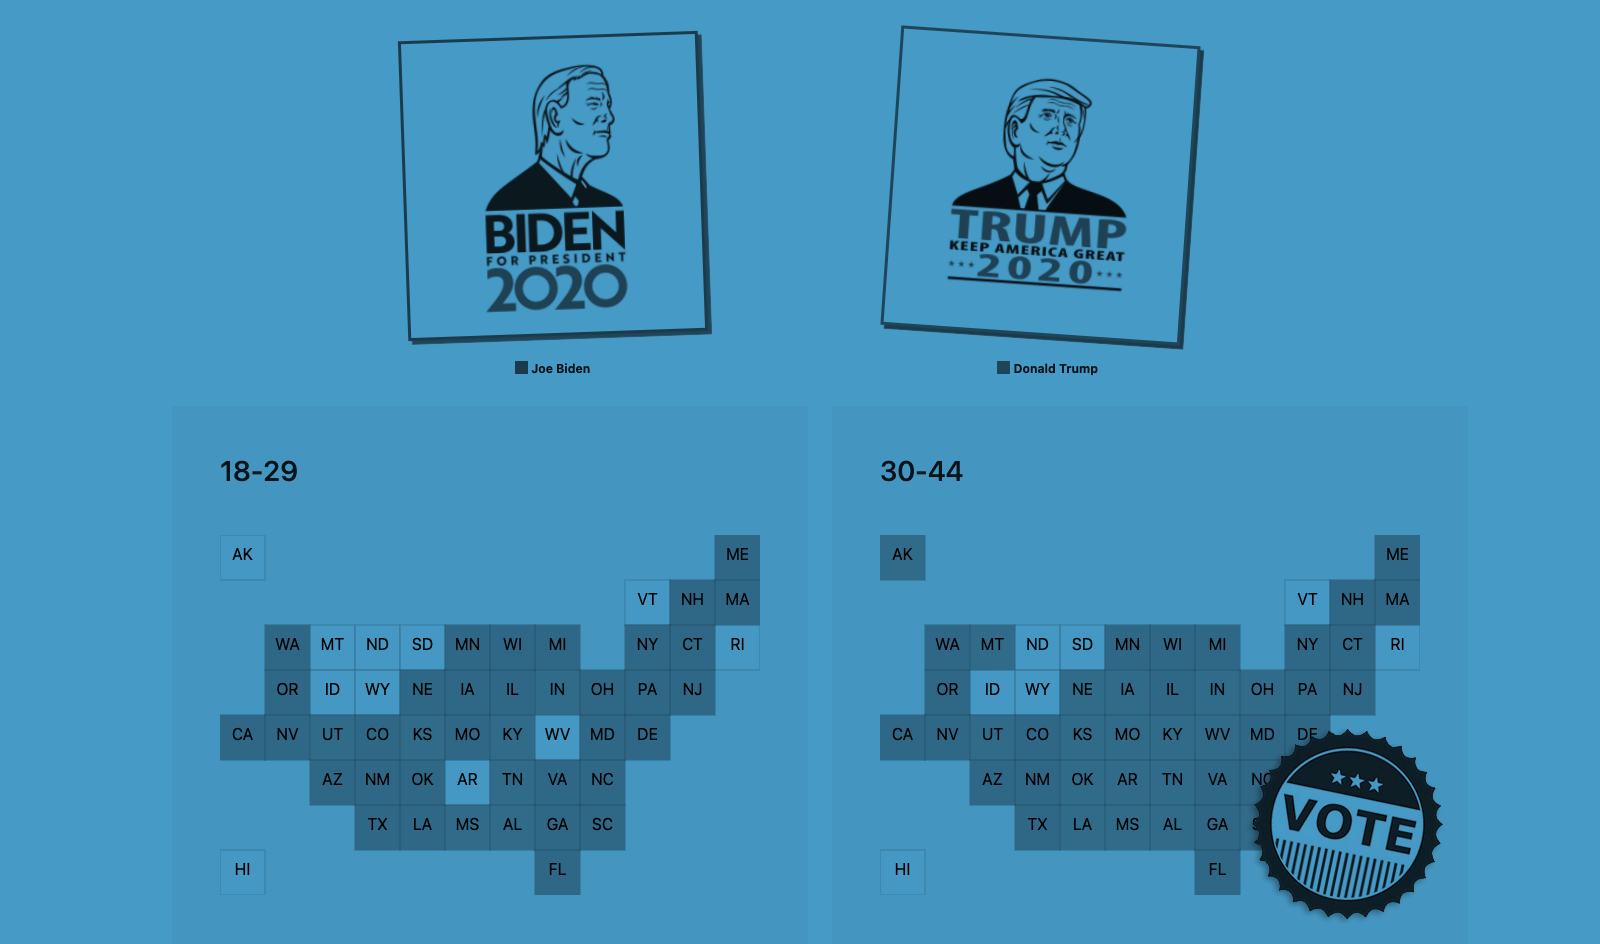 BIDEN
FOR PRESIDENT
2020
TRUMP
KEEP AMERICA GREAT
2020
Joe Biden
Donald Trump
18-29
AK ME
VT NH MA
WA MT ND SD MN WI MI NY CT RI
OR ID WY NE IA IL IN OH PA NJ
CA NV UT CO KS MO KY WV MD DE
AZ NM OK AR TN VA NC
TX LA MS AL GA SC
HI FL
30-44
AK ME
VT NH MA
WA MT ND SD MN WI MI NY CT RI
OR ID WY NE IA IL IN OH PA NJ
CA NV UT CO KS MO KY WV MD DE
AZ NM OK AR TN VA NC
TX LA MS AL GA
HI FL
VOTE